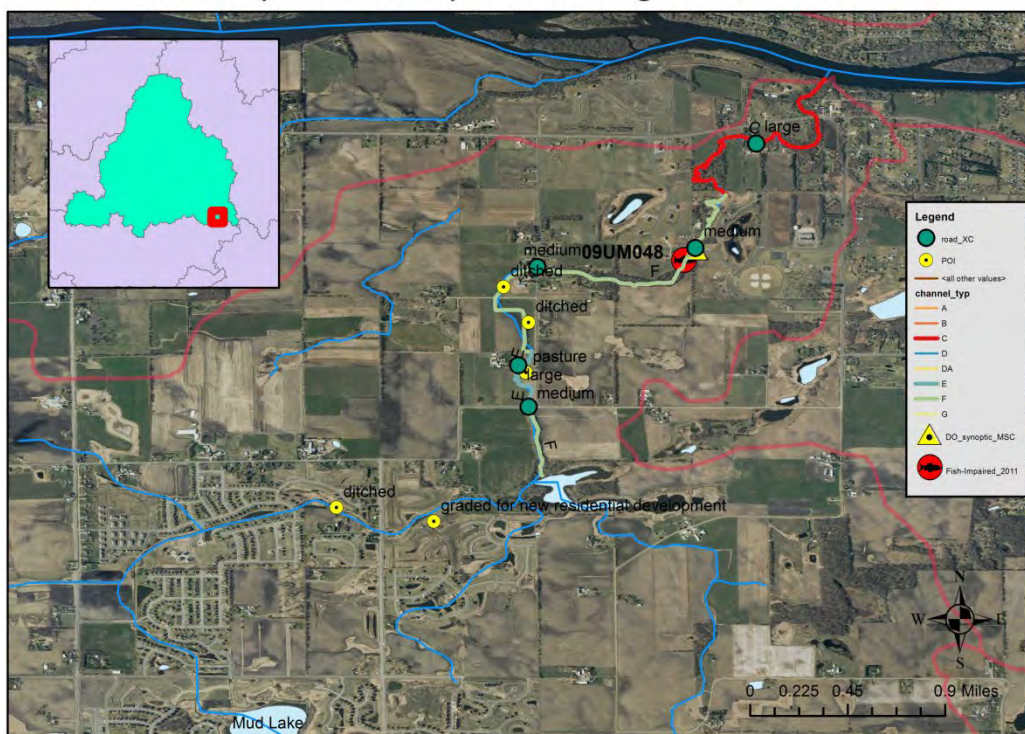 C large
medium
09UM048
F
medium
ditched
ditched
pasture
E
large
medium
E
F
ditched
graded for new residential development
Mud Lake
Legend
road_XC
POI
<all other values>
channel_typ
A
B
C
D
DA
E
F
G
DO_synoptic_MSC
Fish-Impaired_2011
N
W E
S
0 0.225 0.45 0.9 Miles